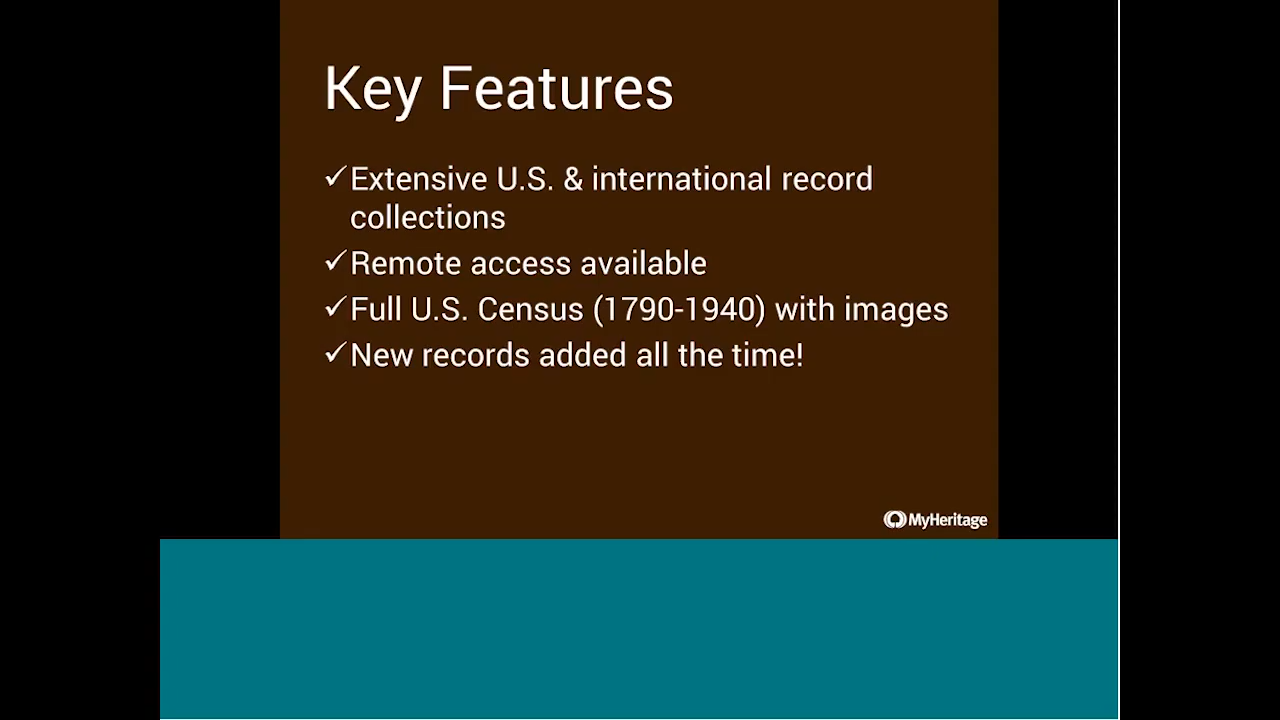 Key Features
✓Extensive U.S. & international record
collections
✓Remote access available
✓Full U.S. Census (1790-1940) with images
✓New records added all the time!
MyHeritage